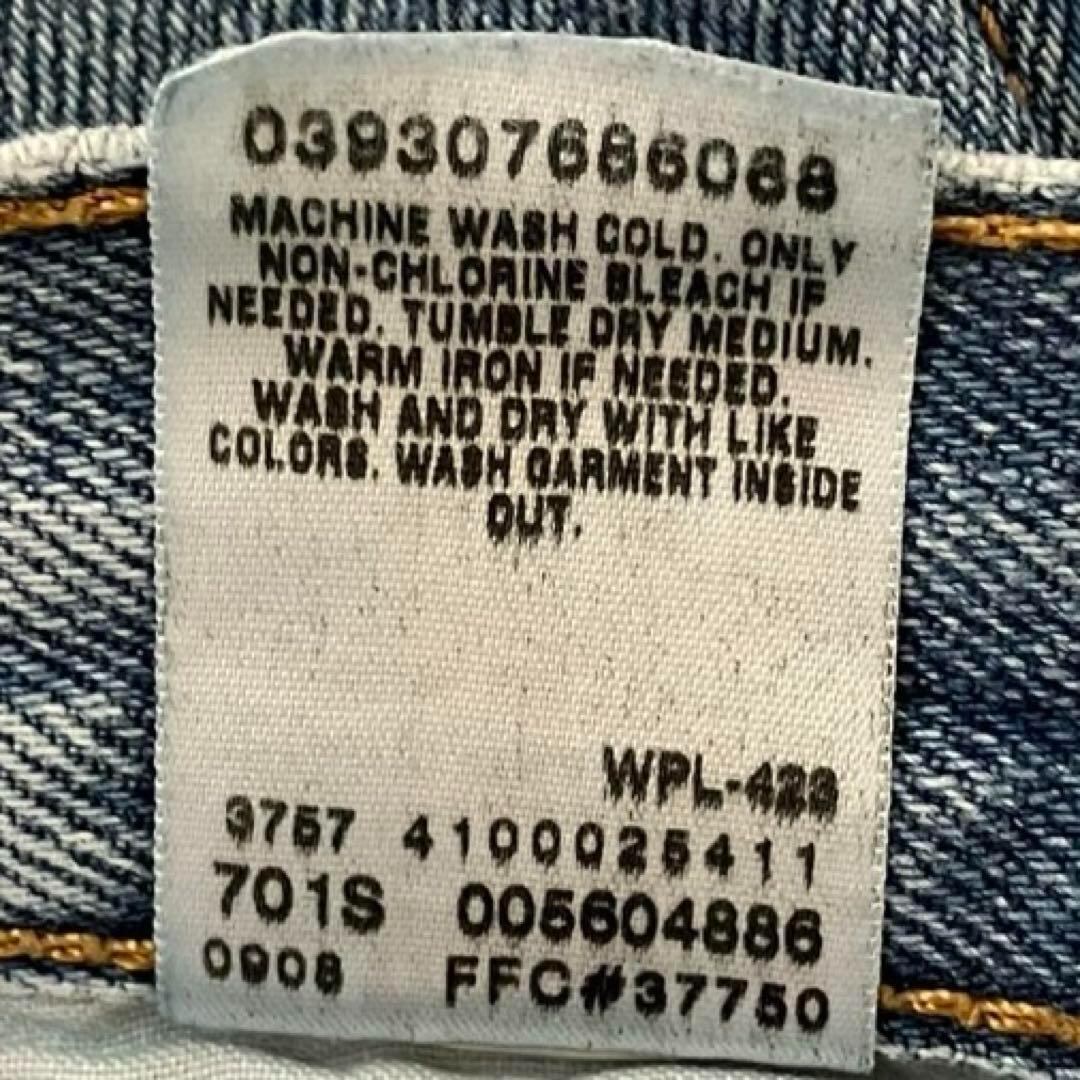 039307686068
MACHINE WASH COLD. ONLY
NON-CHLORINE BLEACH IF
NEEDED. TUMBLE DRY MEDIUM.
WARM IRON IF NEEDED.
WASH AND DRY WITH LIKE
COLORS. WASH GARMENT INSIDE
OUT.
WPL-423
3757 4100025411
701S 005604886
0908 FFC#37750